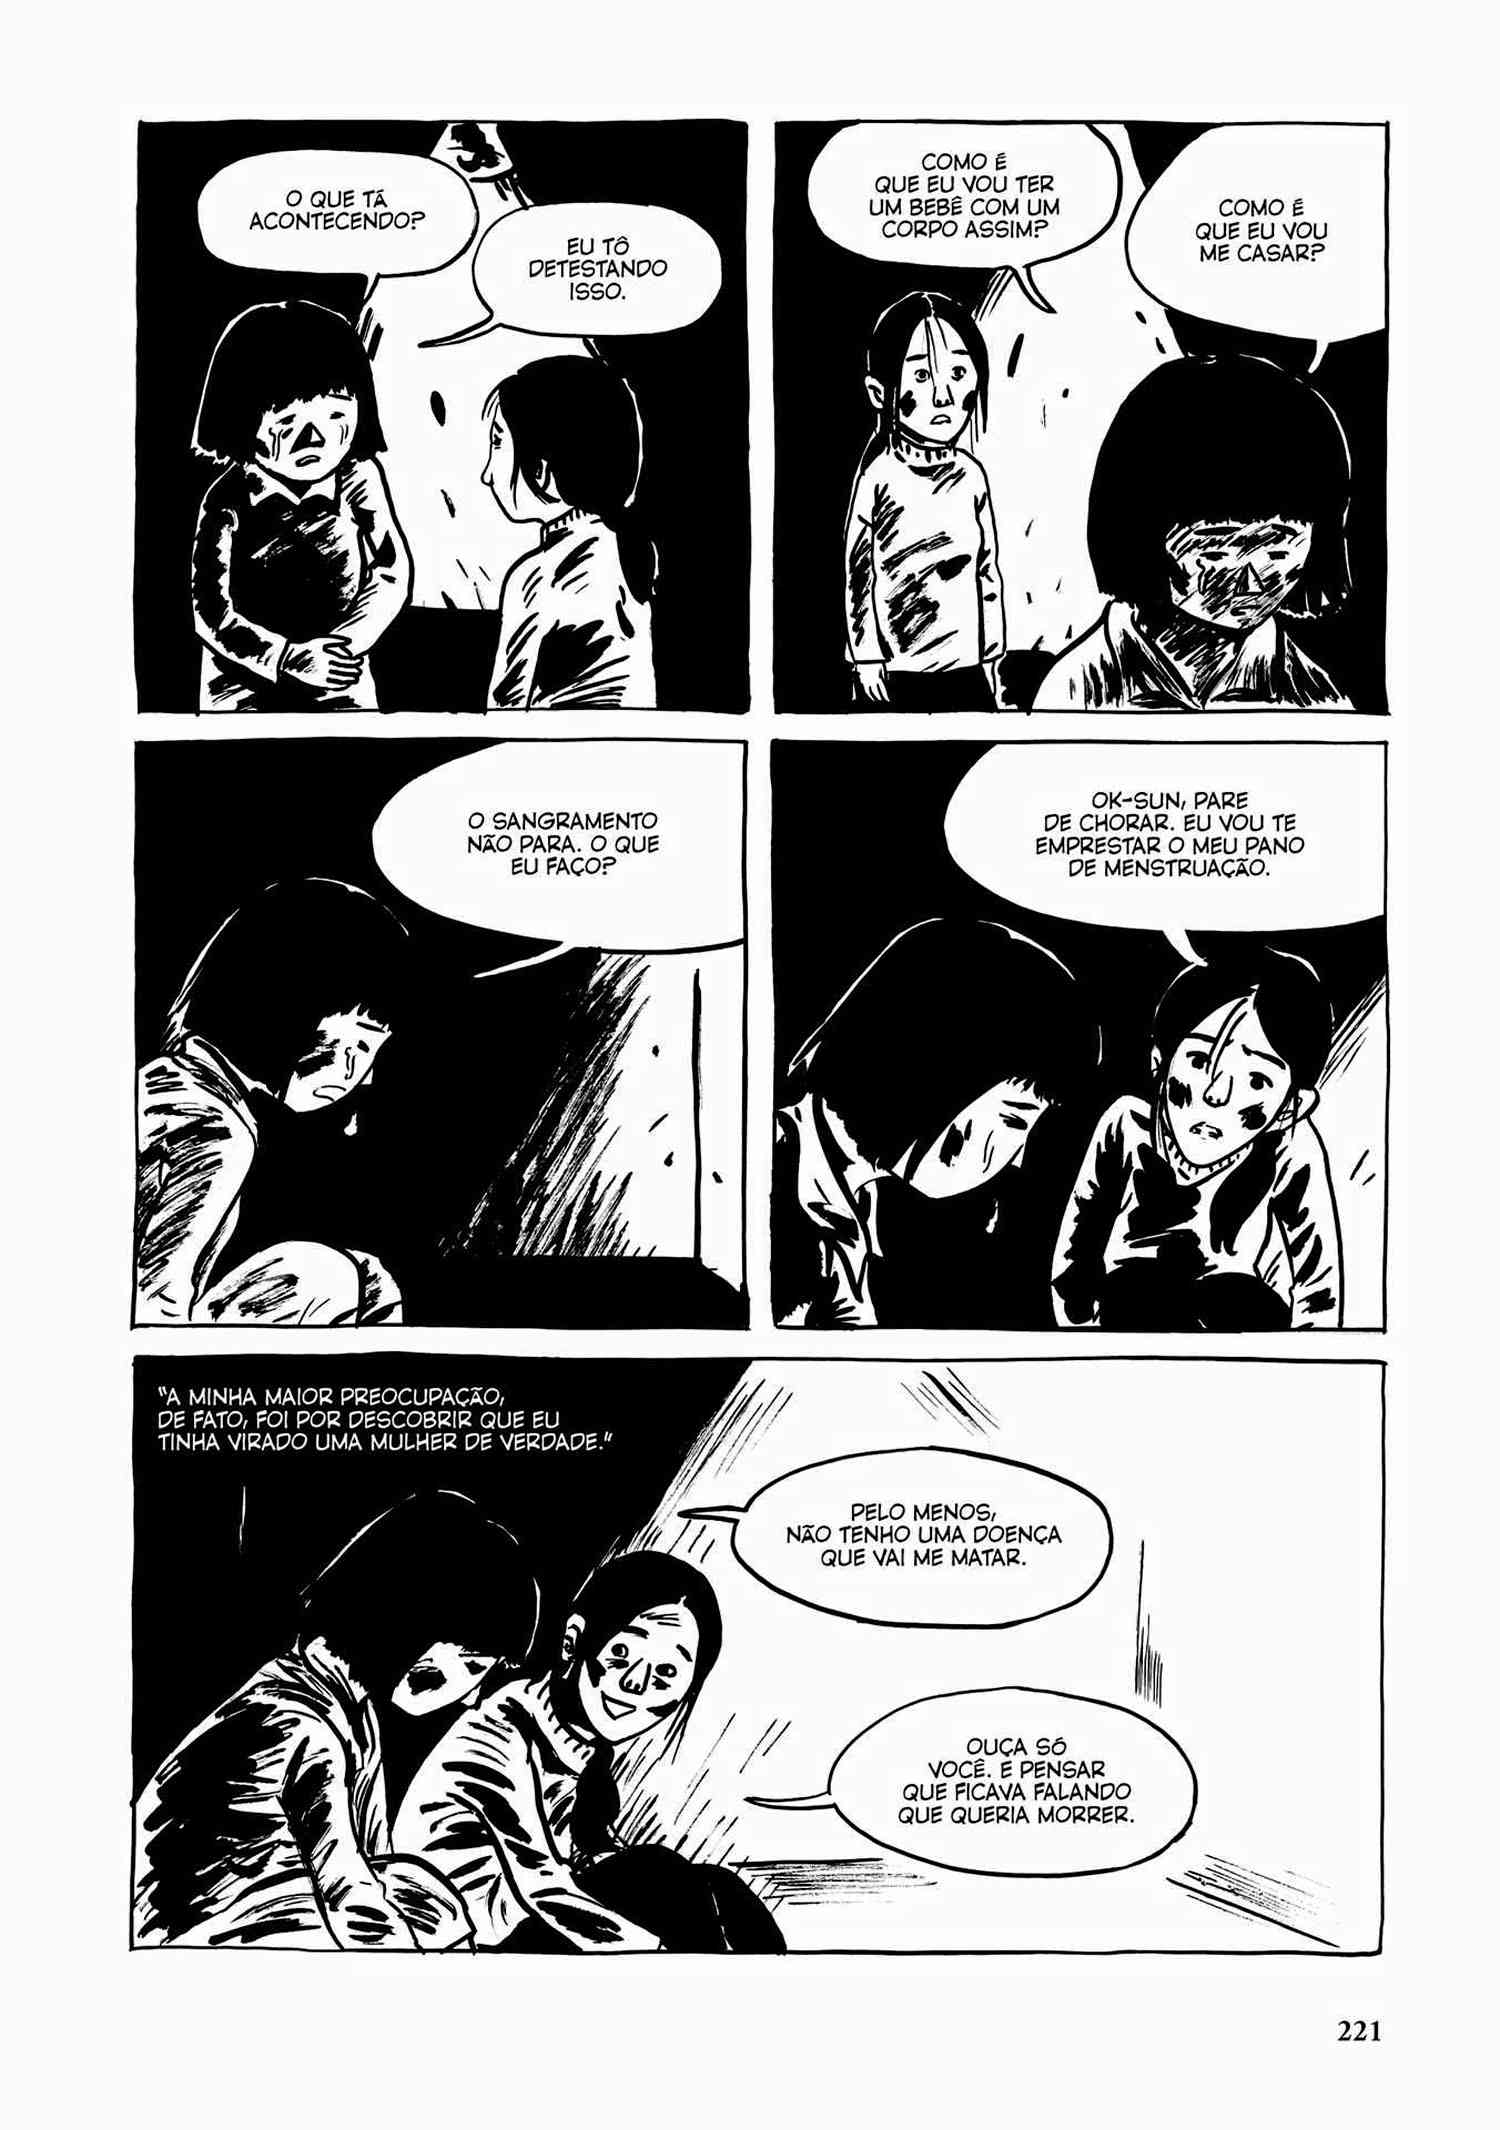 O QUE TÁ
ACONTECENDO?
EU TÔ
DETESTANDO
ISSO.
COMO É
QUE EU VOU TER
UM BEBÊ COM UM
CORPO ASSIM?
COMO É
QUE EU VOU
ME CASAR?
O SANGRAMENTO
NÃO PARA. O QUE
EU FAÇO?
OK-SUN, PARE
DE CHORAR. EU VOU TE
EMPRESTAR O MEU PANO
DE MENSTRUAÇÃO.
"A MINHA MAIOR PREOCUPAÇÃO,
DE FATO, FOI POR DESCOBRIR QUE EU
TINHA VIRADO UMA MULHER DE VERDADE."
PELO MENOS,
NÃO TENHO UMA DOENÇA
QUE VAI ME MATAR.
OUÇA SÓ
VOCÊ. E PENSAR
QUE FICAVA FALANDO
QUE QUERIA MORRER.
221